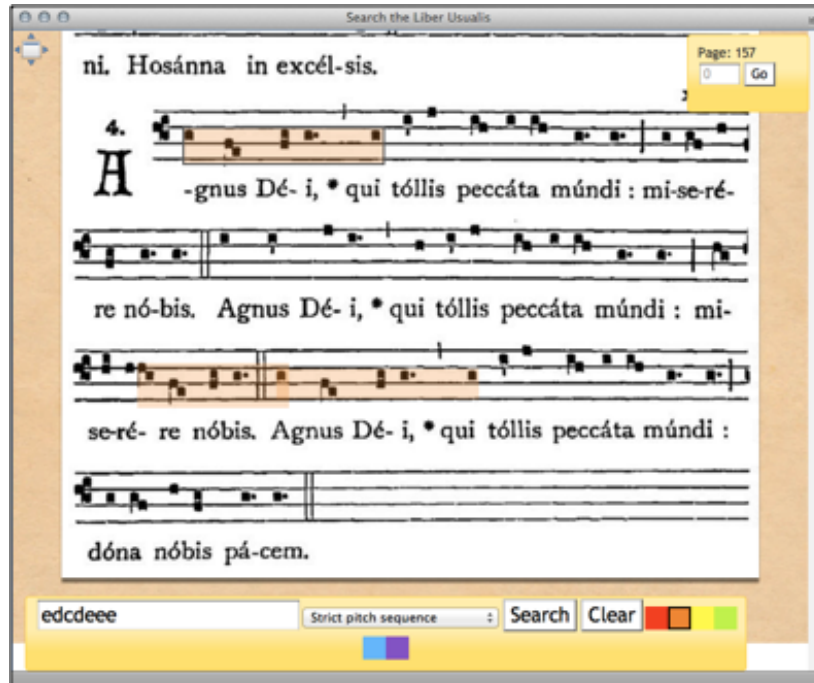 Search the Liber Usualis
Page: 157
0 Go
ni. Hosánna in excél-sis.
4.
A
-gnus Dé- i, * qui tóllis peccáta múndi : mi-se-ré-
re nó-bis. Agnus Dé- i, * qui tóllis peccáta múndi : mi-
se-ré- re nóbis. Agnus Dé- i, * qui tóllis peccáta múndi :
dóna nóbis pá-cem.
edcdeee Strict pitch sequence Search Clear